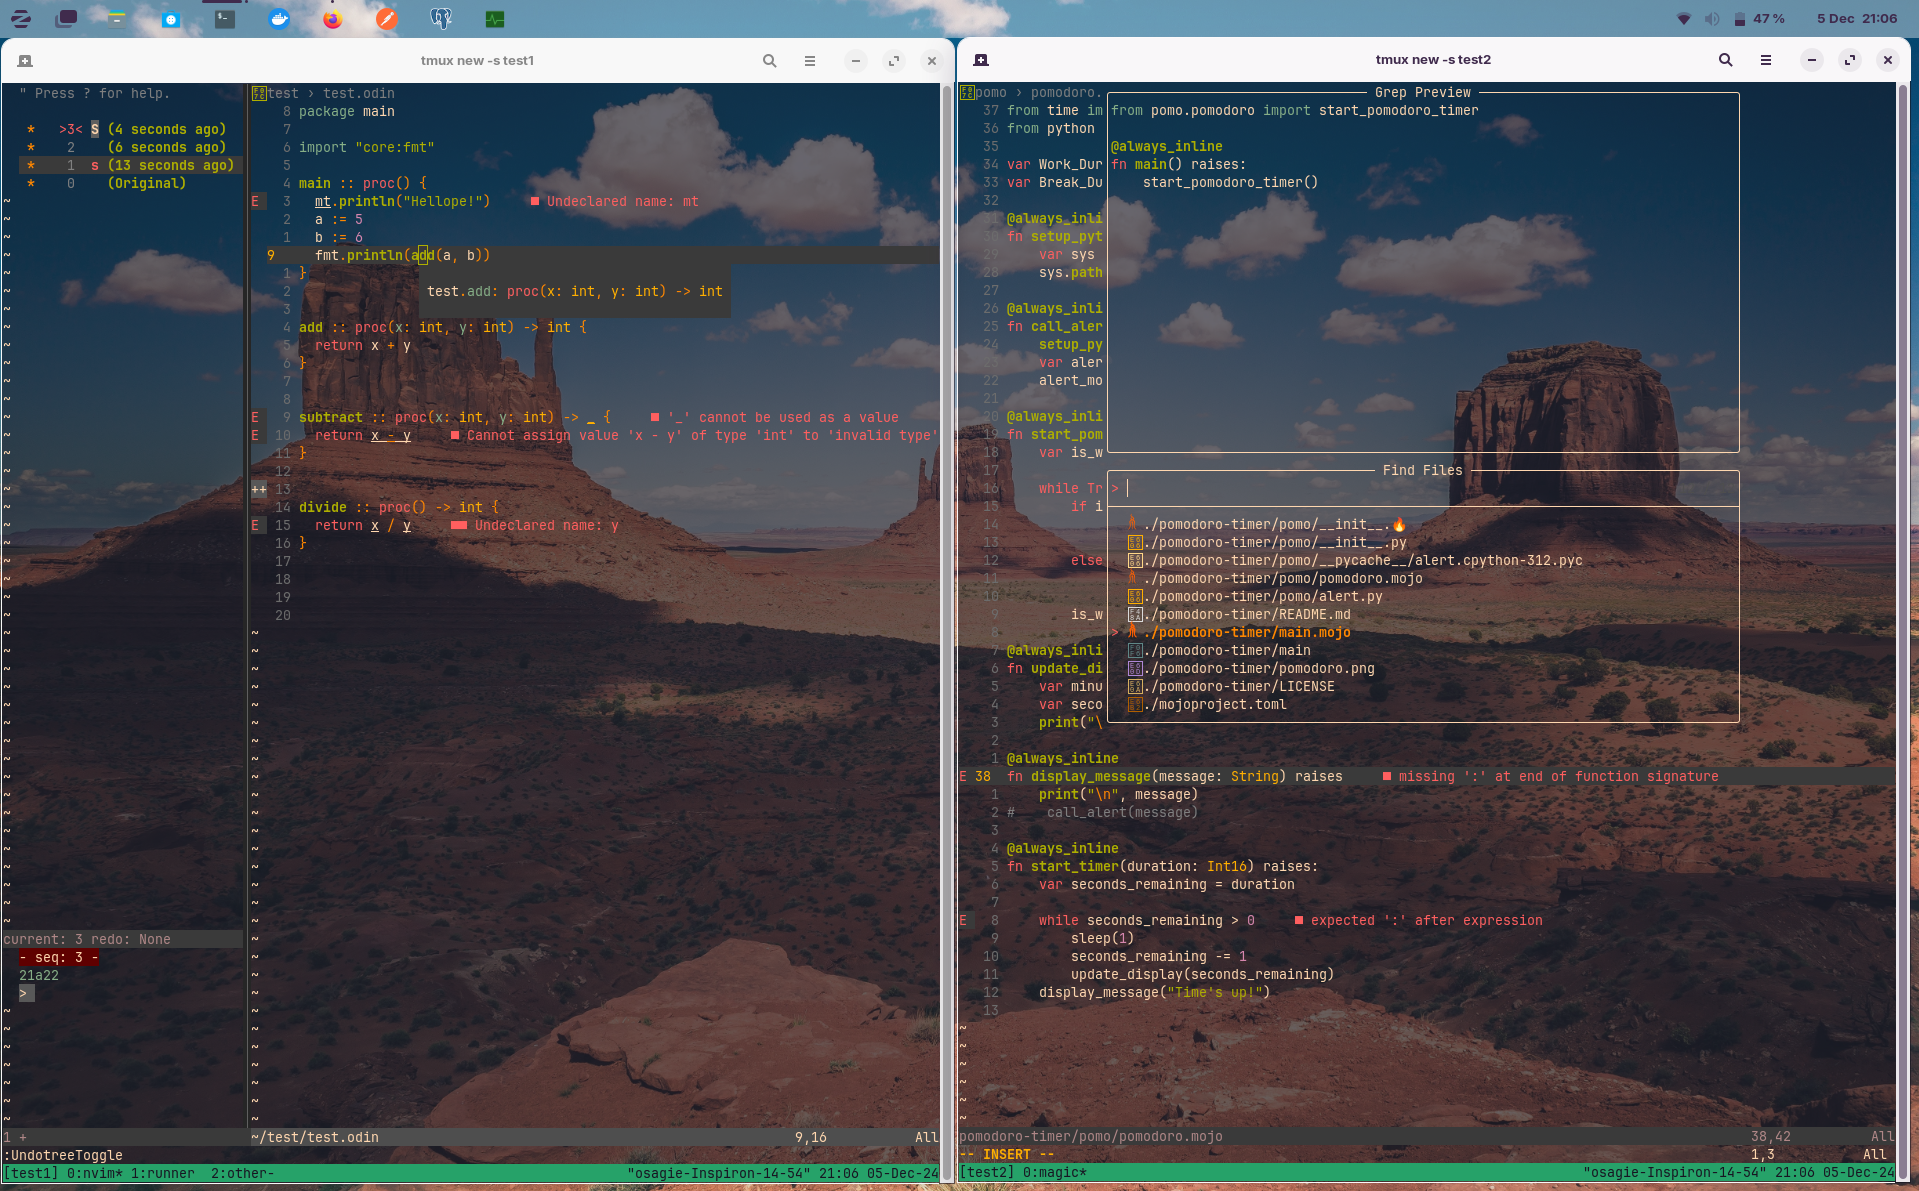 47 %
5 Dec 21:06
tmux new -s test1
" Press ? for help.
* >3< S (4 seconds ago)
* 2 (6 seconds ago)
* 1 s (13 seconds ago)
* 0 (Original)
current: 3 redo: None
- seq: 3 -
21a22
>
test › test.odin
8 package main
7
6 import "core:fmt"
5
4 main :: proc() {
E 3 mt.println("Hellope!") ■ Undeclared name: mt
2 a := 5
1 b := 6
9 fmt.println(add(a, b))
1 }
2 test.add: proc(x: int, y: int) -> int
3
4 add :: proc(x: int, y: int) -> int {
5 return x + y
6 }
7
8
E 9 subtract :: proc(x: int, y: int) -> _ { ■ '_' cannot be used as a value
E 10 return x - y ■ Cannot assign value 'x - y' of type 'int' to 'invalid type'
11 }
12
++ 13
14 divide :: proc() -> int {
E 15 return x / y ■■ Undeclared name: y
16 }
17
18
19
20
1 +
~/test/test.odin 9,16 All
:UndotreeToggle
[test1] 0:nvim* 1:runner 2:other- "osagie-Inspiron-14-54" 21:06 05-Dec-24
tmux new -s test2
pomo › pomodoro.
37 from time im
36 from python
35
34 var Work_Dur
33 var Break_Du
32
31 @always_inli
30 fn setup_pyt
29 var sys
28 sys.path
27
26 @always_inli
25 fn call_aler
24 setup_py
23 var aler
22 alert_mo
21
20 @always_inli
19 fn start_pom
18 var is_w
17
16 while Tr
15 if i
14
13
12 else
11
10
9 is_w
8
7 @always_inli
6 fn update_di
5 var minu
4 var seco
3 print("\
2
1 @always_inline
E 38 fn display_message(message: String) raises ■ missing ':' at end of function signature
1 print("\n", message)
2 # call_alert(message)
3
4 @always_inline
5 fn start_timer(duration: Int16) raises:
6 var seconds_remaining = duration
7
E 8 while seconds_remaining > 0 ■ expected ':' after expression
9 sleep(1)
10 seconds_remaining -= 1
11 update_display(seconds_remaining)
12 display_message("Time's up!")
13
Grep Preview
from pomo.pomodoro import start_pomodoro_timer
@always_inline
fn main() raises:
start_pomodoro_timer()
Find Files
>
./pomodoro-timer/pomo/__init__.🔥
./pomodoro-timer/pomo/__init__.py
./pomodoro-timer/pomo/__pycache__/alert.cpython-312.pyc
./pomodoro-timer/pomo/pomodoro.mojo
./pomodoro-timer/pomo/alert.py
./pomodoro-timer/README.md
> ./pomodoro-timer/main.mojo
./pomodoro-timer/main
./pomodoro-timer/pomodoro.png
./pomodoro-timer/LICENSE
./mojoproject.toml
pomodoro-timer/pomo/pomodoro.mojo 38,42 All
-- INSERT -- 1,3 All
[test2] 0:magic* "osagie-Inspiron-14-54" 21:06 05-Dec-24